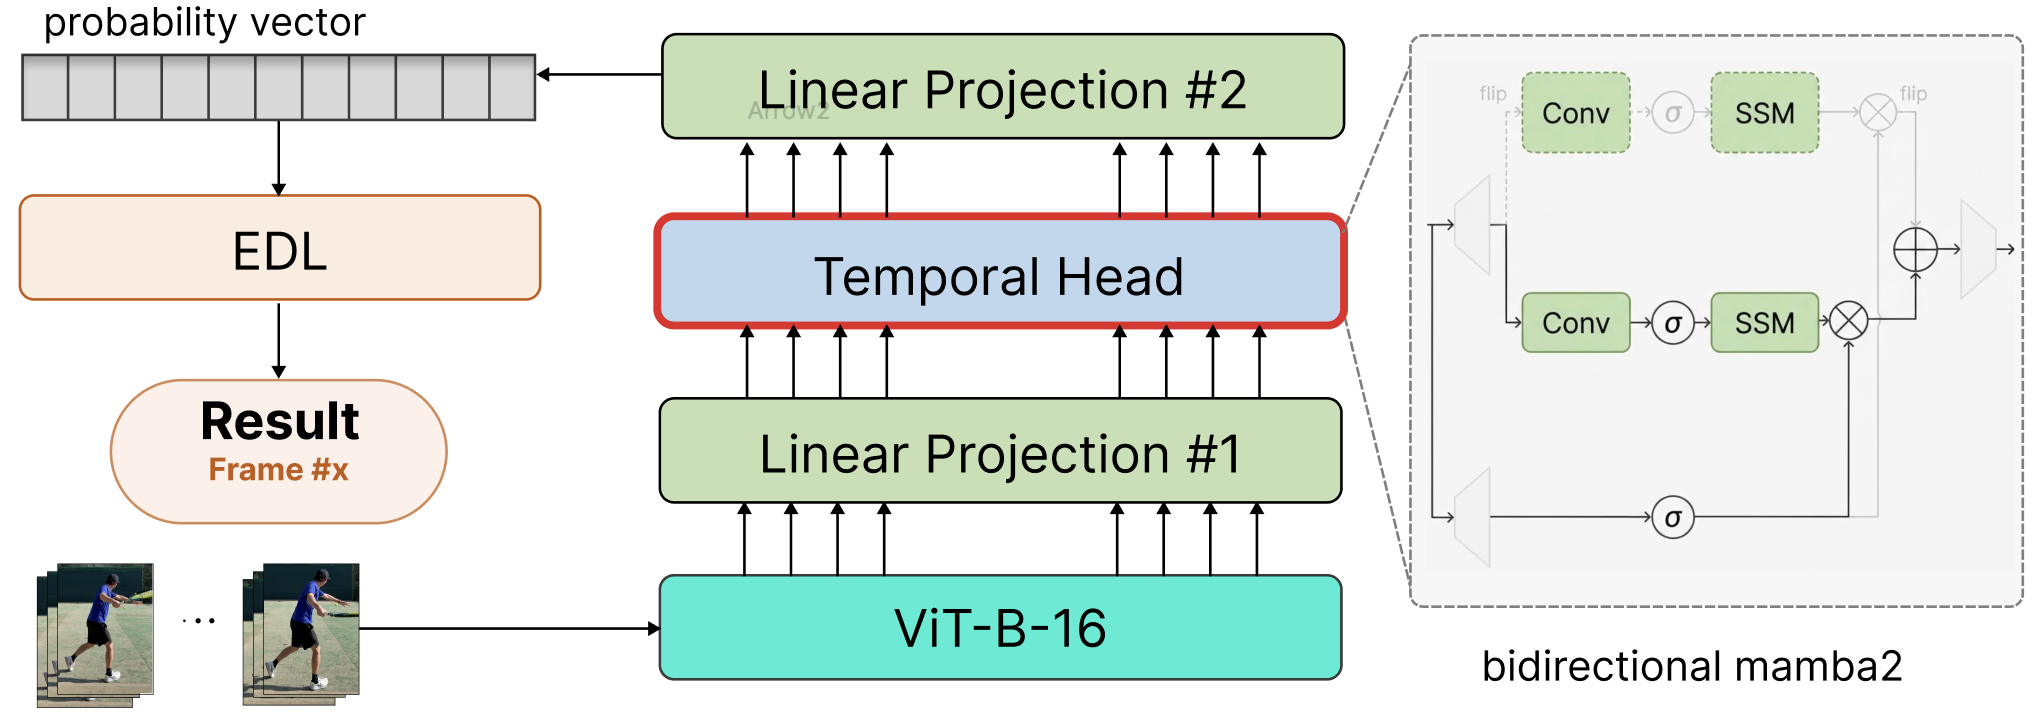 probability vector
Linear Projection #2
Arrow2
EDL
Temporal Head
Result
Frame #x
Linear Projection #1
ViT-B-16
...
flip
Conv
σ
SSM
flip
Conv
σ
SSM
σ
bidirectional mamba2